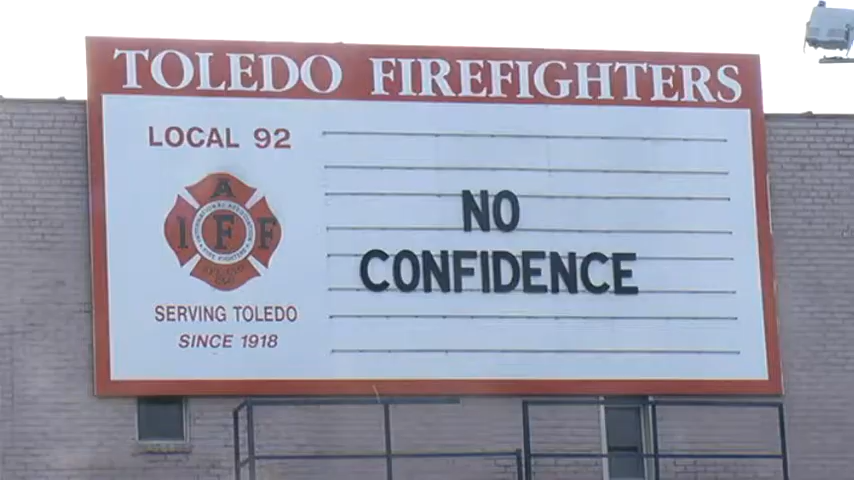 TOLEDO FIREFIGHTERS
LOCAL 92
A
I F F
SERVING TOLEDO
SINCE 1918
NO
CONFIDENCE